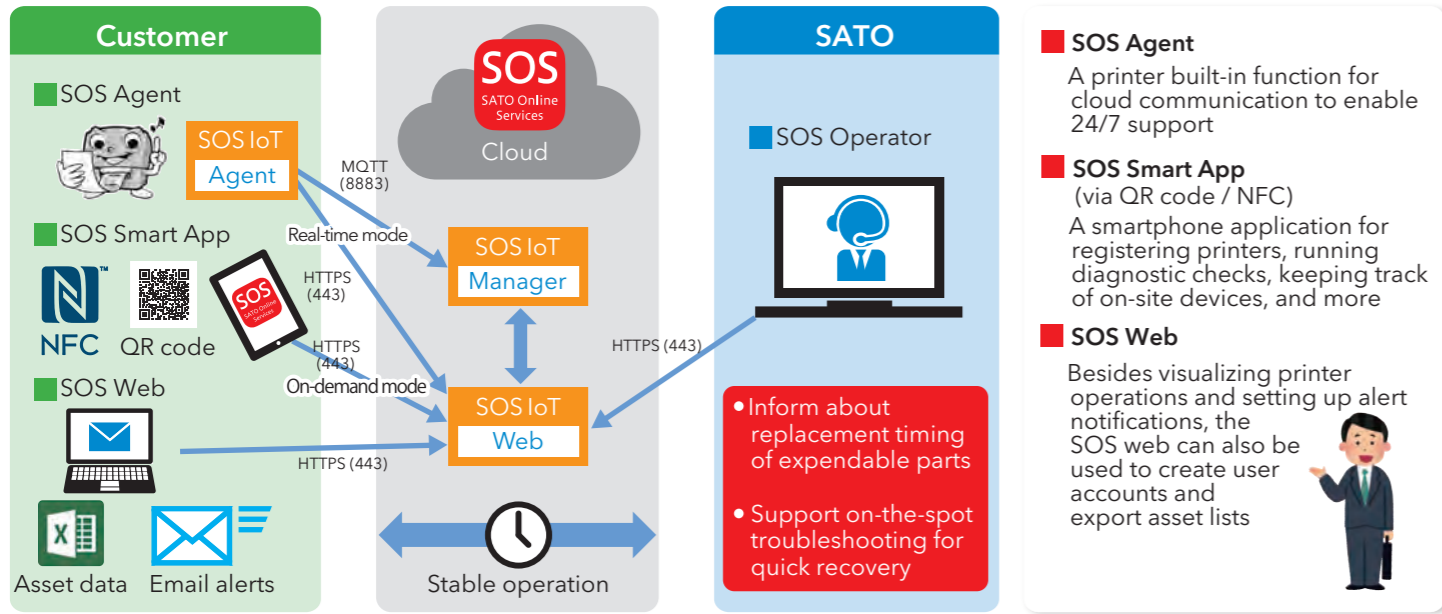 Customer
SOS Agent
SOS IoT
Agent
SOS Smart App
NFC
™
QR code
SOS
SATO Online
Services
SOS Web
Asset data
Email alerts
SOS
SATO Online
Services
Cloud
MQTT
(8883)
Real-time mode
HTTPS
(443)
HTTPS
(443)
On-demand mode
HTTPS (443)
SOS IoT
Manager
SOS IoT
Web
HTTPS (443)
Stable operation
SATO
SOS Operator
• Inform about
replacement timing
of expendable parts
• Support on-the-spot
troubleshooting for
quick recovery
SOS Agent
A printer built-in function for
cloud communication to enable
24/7 support
SOS Smart App
(via QR code / NFC)
A smartphone application for
registering printers, running
diagnostic checks, keeping track
of on-site devices, and more
SOS Web
Besides visualizing printer
operations and setting up alert
notifications, the
SOS web can also be
used to create user
accounts and
export asset lists